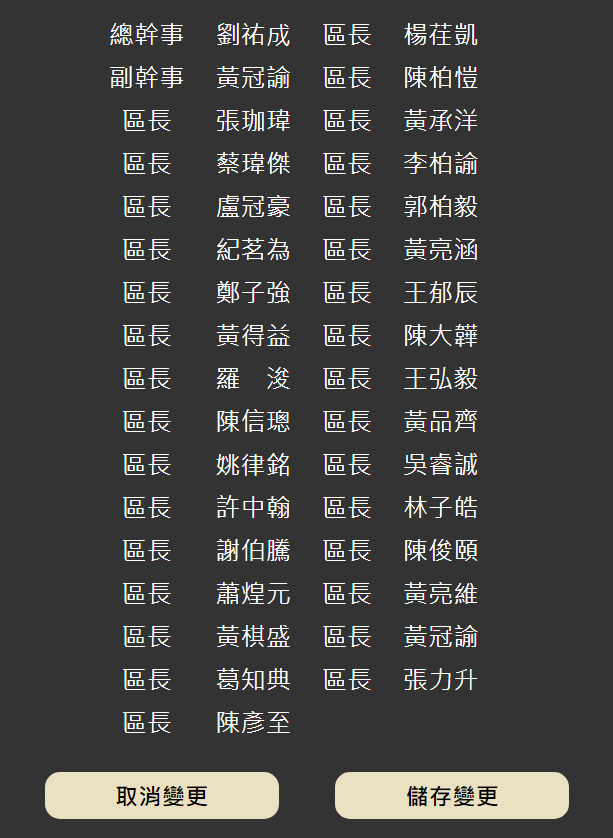 總幹事 劉祐成 區長 楊荏凱
副幹事 黃冠諭 區長 陳柏愷
區長 張珈瑋 區長 黃承洋
區長 蔡瑋傑 區長 李柏諭
區長 盧冠豪 區長 郭柏毅
區長 紀茗為 區長 黃亮涵
區長 鄭子強 區長 王郁辰
區長 黃得益 區長 陳大韡
區長 羅　浚 區長 王弘毅
區長 陳信璁 區長 黃品齊
區長 姚律銘 區長 吳睿誠
區長 許中翰 區長 林子皓
區長 謝伯騰 區長 陳俊頤
區長 蕭煌元 區長 黃亮維
區長 黃棋盛 區長 黃冠諭
區長 葛知典 區長 張力升
區長 陳彥至
取消變更 儲存變更